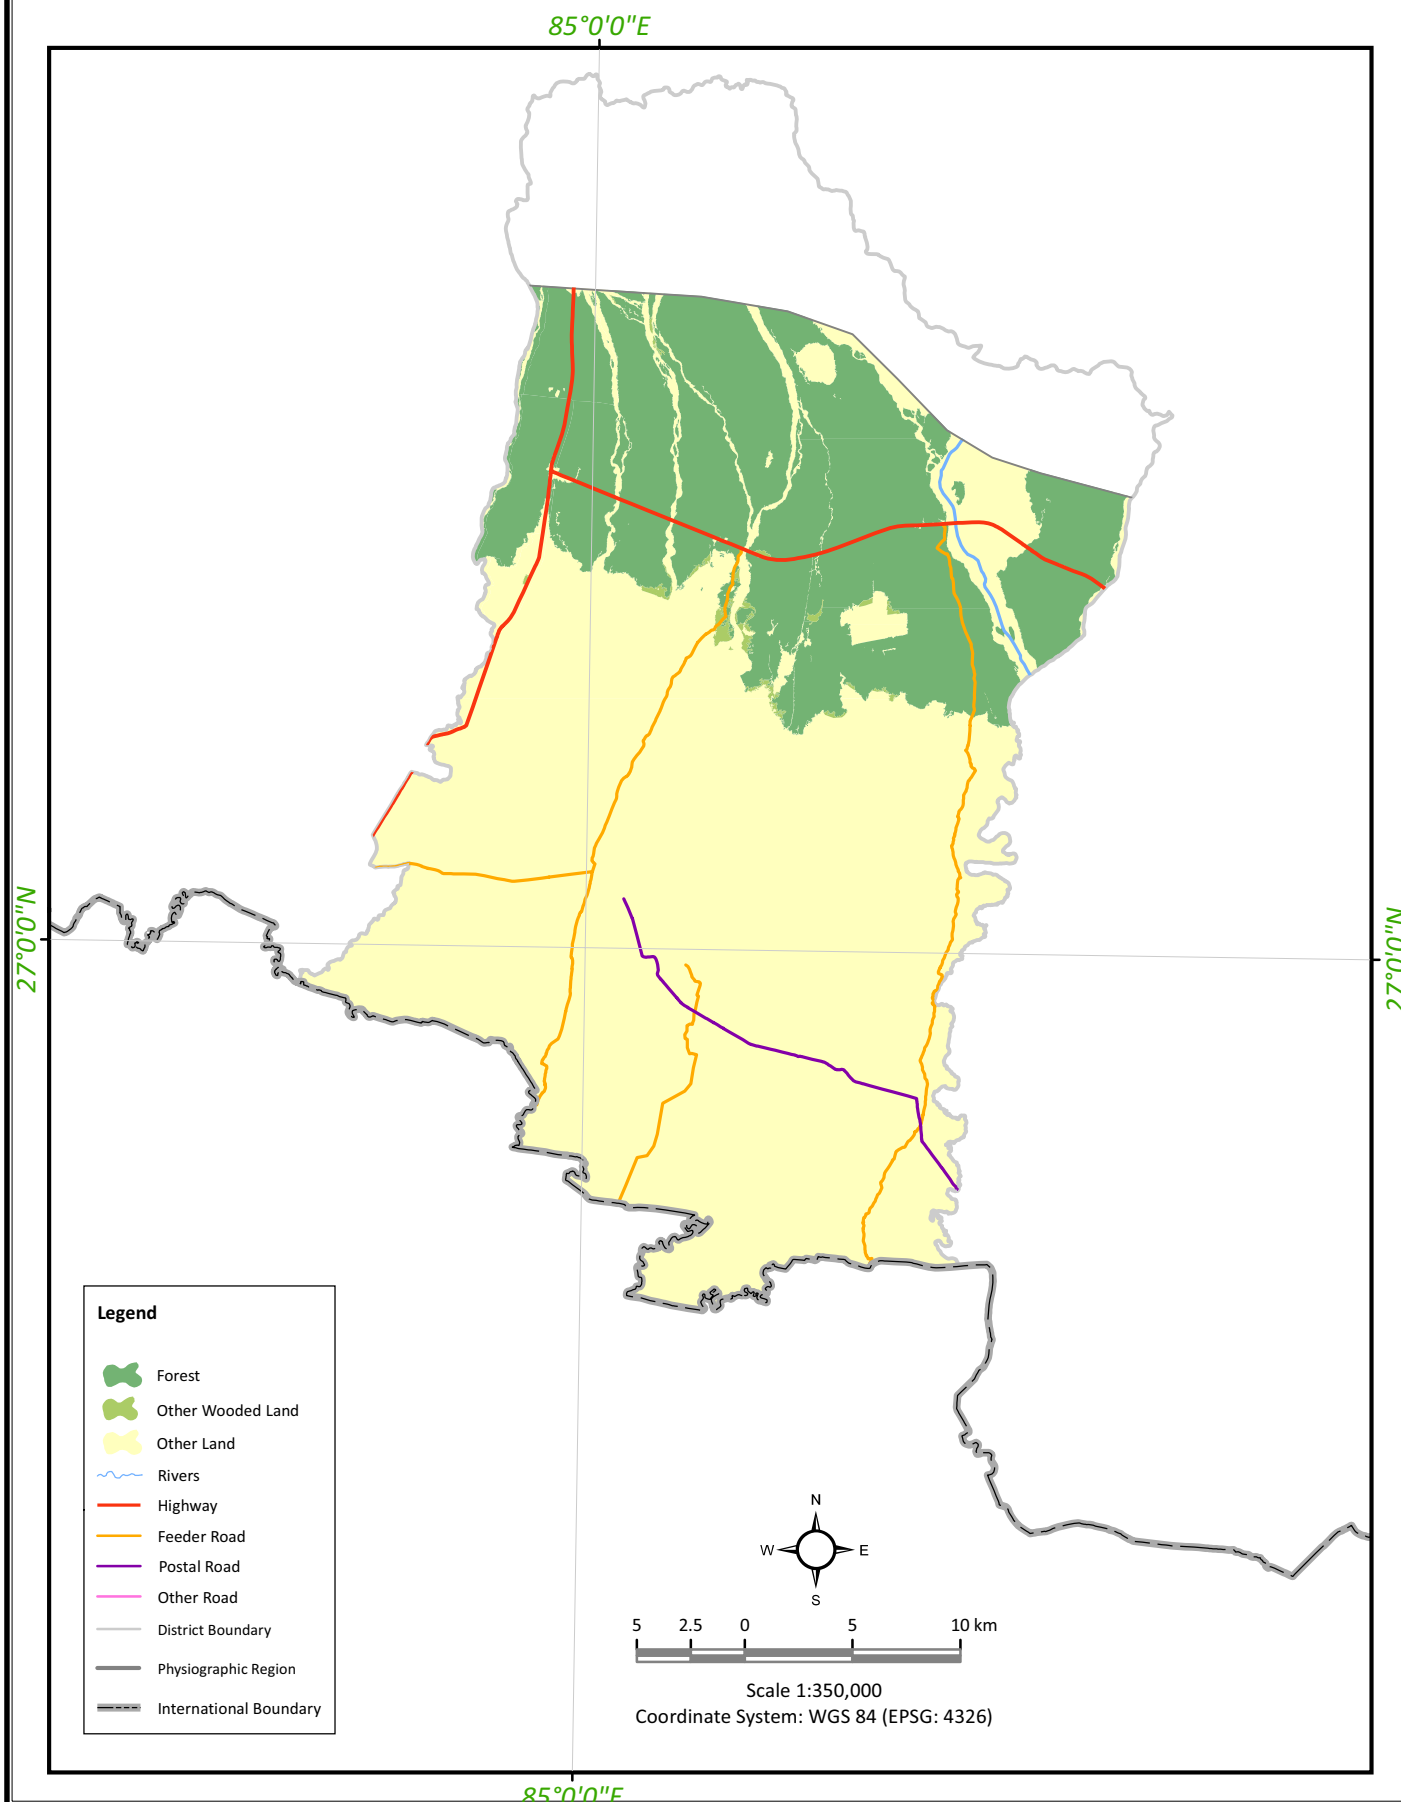 85°0'0"E
27°0'0"N
27°0'0"N
Legend
Forest
Other Wooded Land
Other Land
Rivers
Highway
Feeder Road
Postal Road
Other Road
District Boundary
Physiographic Region
International Boundary
N
W E
S
5 2.5 0 5 10 km
Scale 1:350,000
Coordinate System: WGS 84 (EPSG: 4326)
85°0'0"E